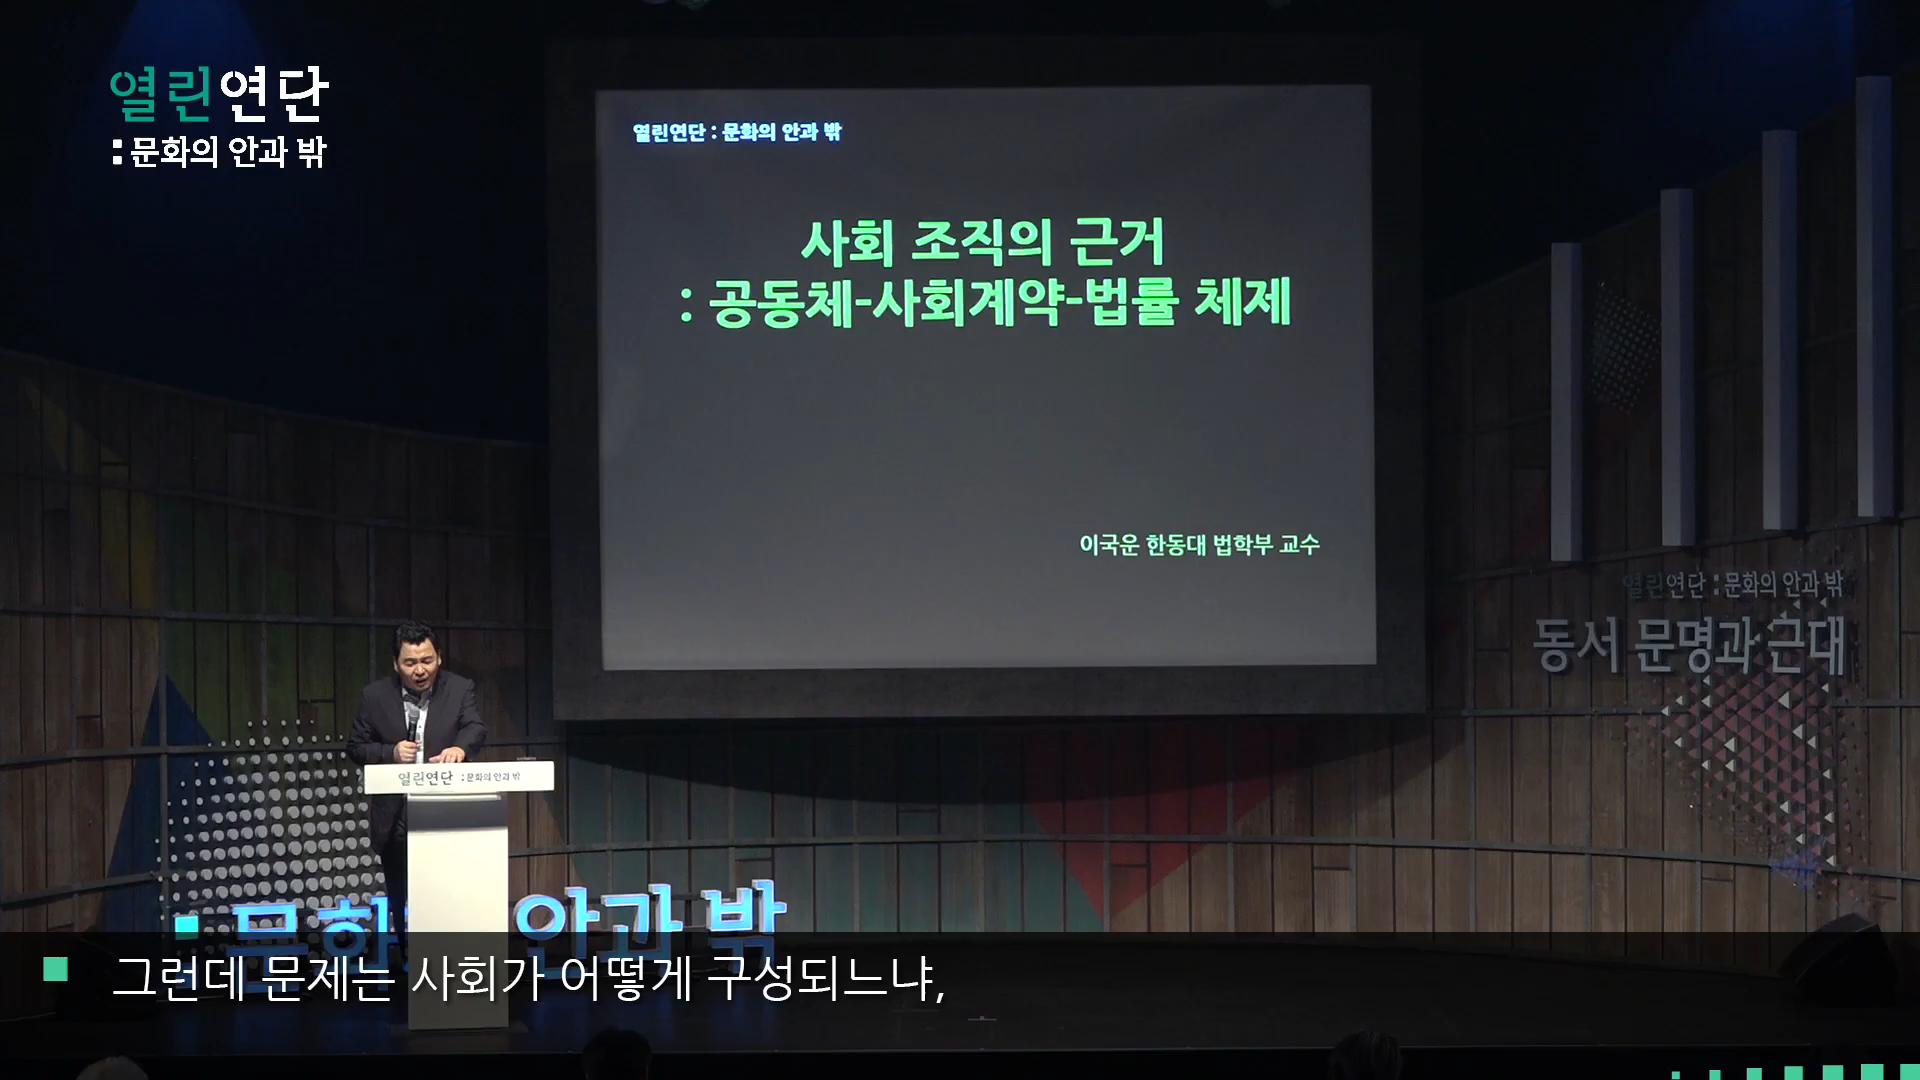 열린연단
:문화의 안과 밖
열린연단 : 문화의 안과 밖
사회 조직의 근거
: 공동체-사회계약-법률 체제
이국운 한동대 법학부 교수
열린연단 : 문화의 안과 밖
동서 문명과 근대
열린연단 :문화의 안과 밖
안과 밖
그런데 문제는 사회가 어떻게 구성되느냐,